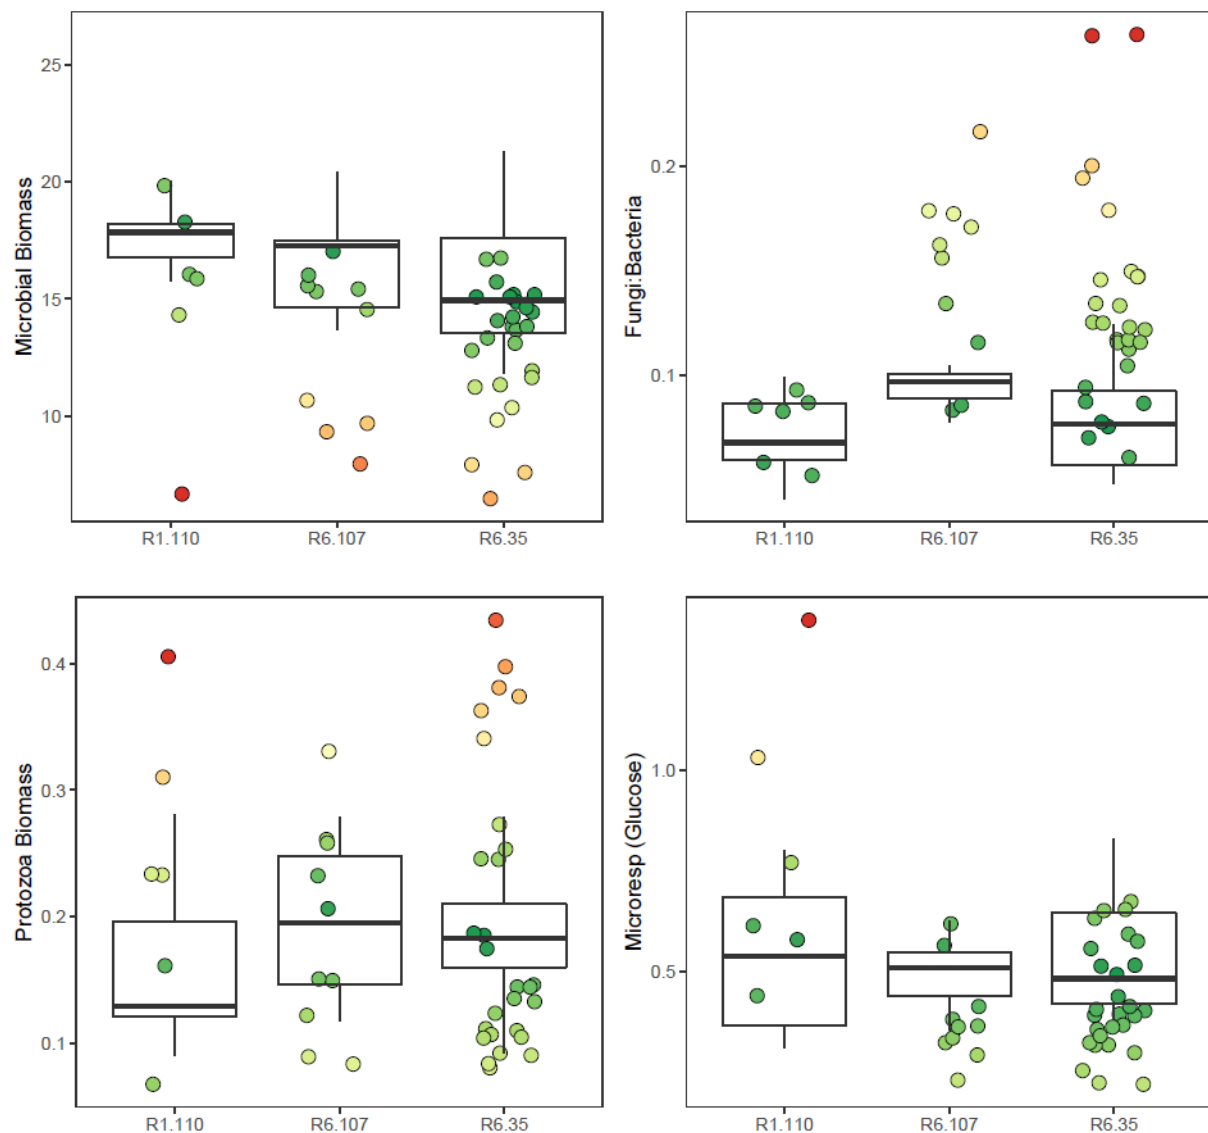 Microbial Biomass
25
20
15
10
R1.110 R6.107 R6.35
Fungi:Bacteria
0.2
0.1
R1.110 R6.107 R6.35
Protozoa Biomass
0.4
0.3
0.2
0.1
R1.110 R6.107 R6.35
Microresp (Glucose)
1.0
0.5
R1.110 R6.107 R6.35